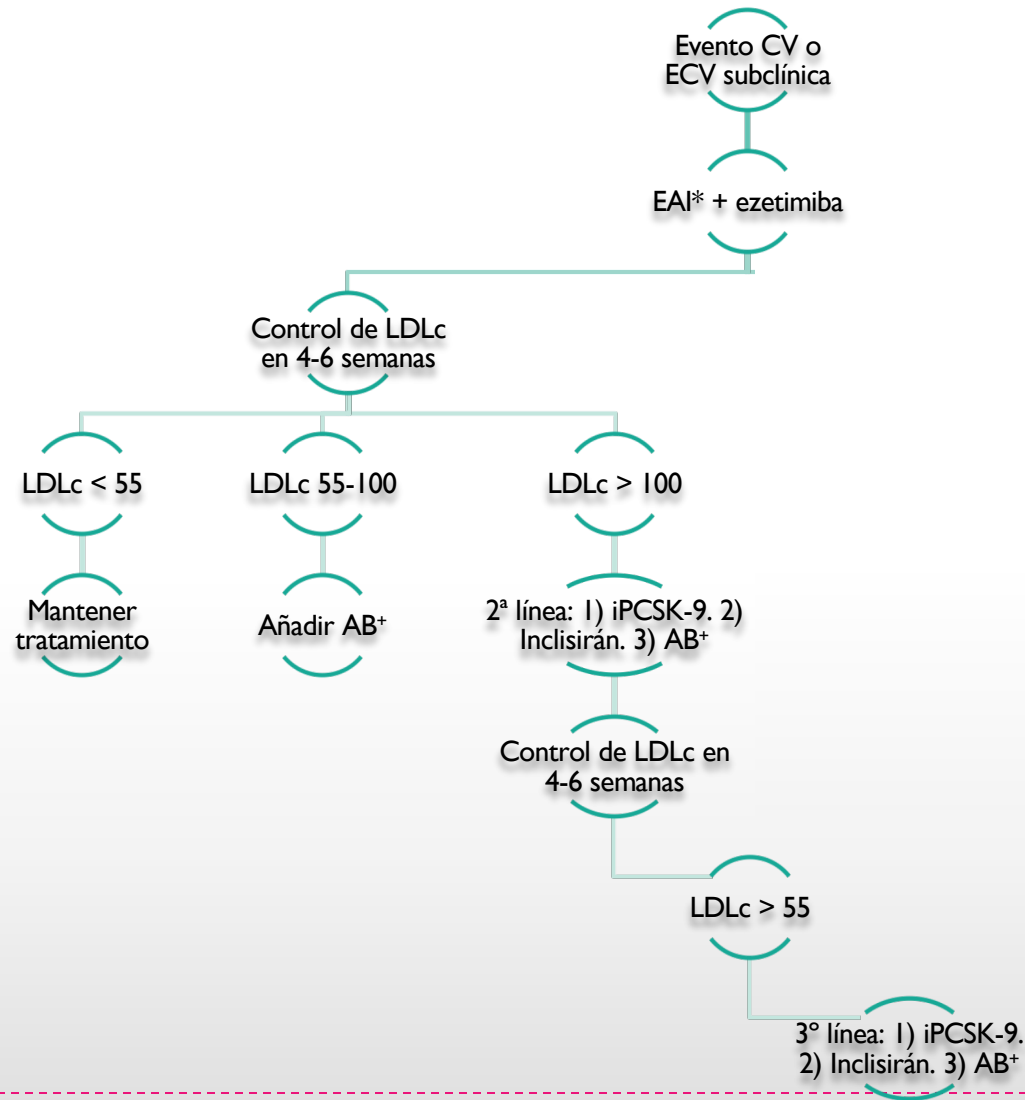 Evento CV o
ECV subclínica
EAI* + ezetimiba
Control de LDLc
en 4-6 semanas
LDLc < 55
LDLc 55-100
LDLc > 100
Mantener
tratamiento
Añadir AB⁺
2ª línea: 1) iPCSK-9. 2)
Inclisirán. 3) AB⁺
Control de LDLc en
4-6 semanas
LDLc > 55
3º línea: 1) iPCSK-9.
2) Inclisirán. 3) AB⁺